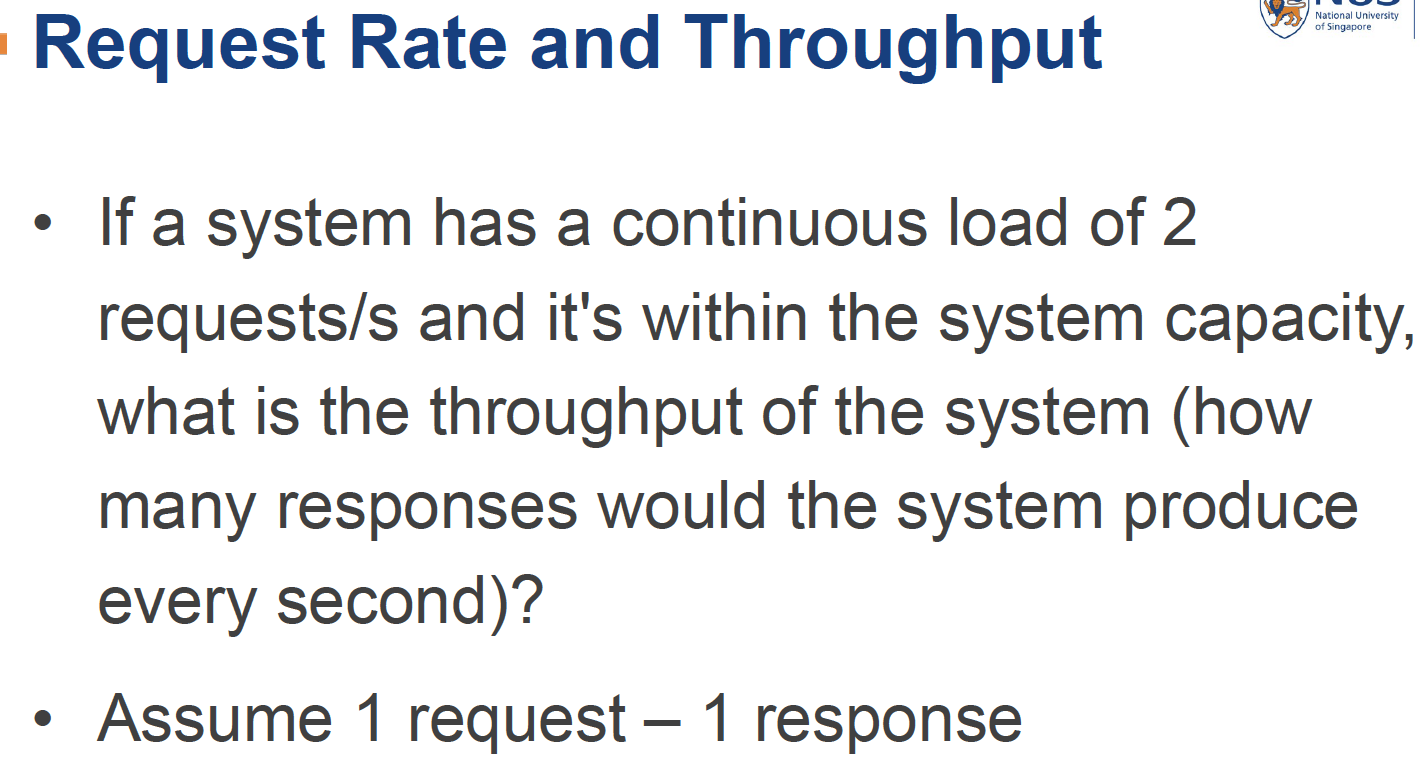 Request Rate and Throughput
NUS
National University
of Singapore
• If a system has a continuous load of 2
requests/s and it's within the system capacity,
what is the throughput of the system (how
many responses would the system produce
every second)?
• Assume 1 request – 1 response